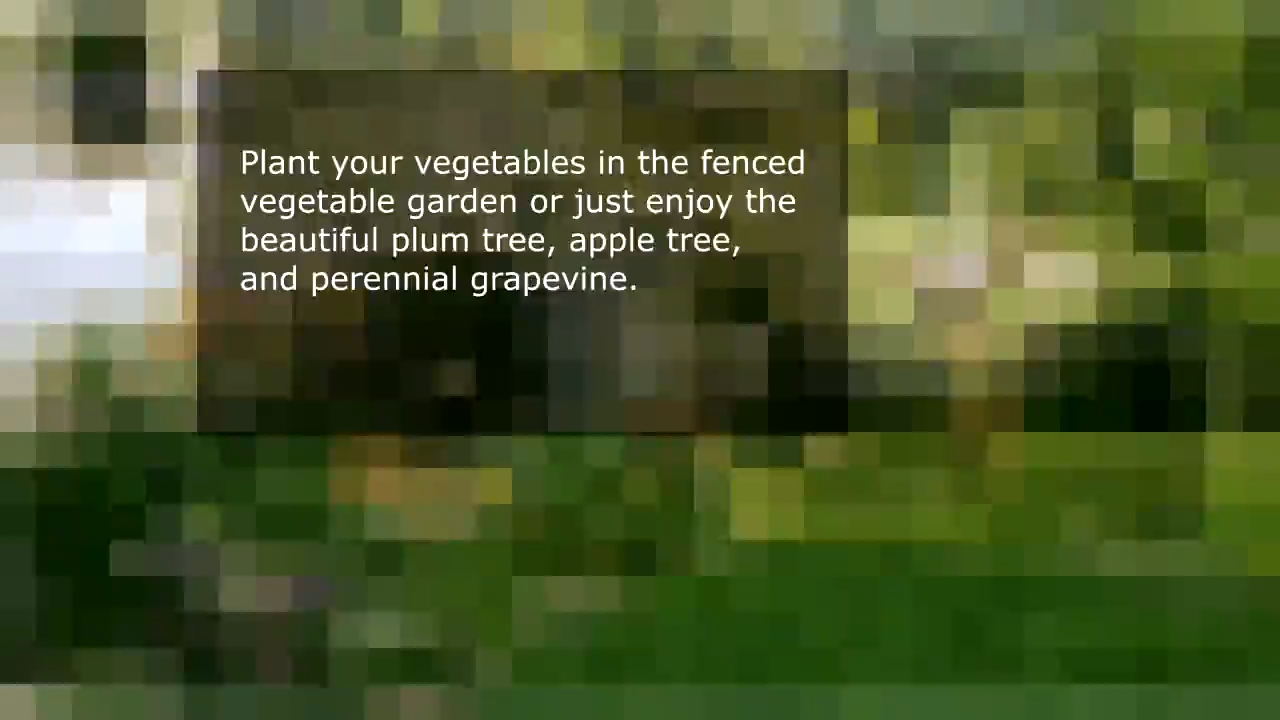 Plant your vegetables in the fenced
vegetable garden or just enjoy the
beautiful plum tree, apple tree,
and perennial grapevine.